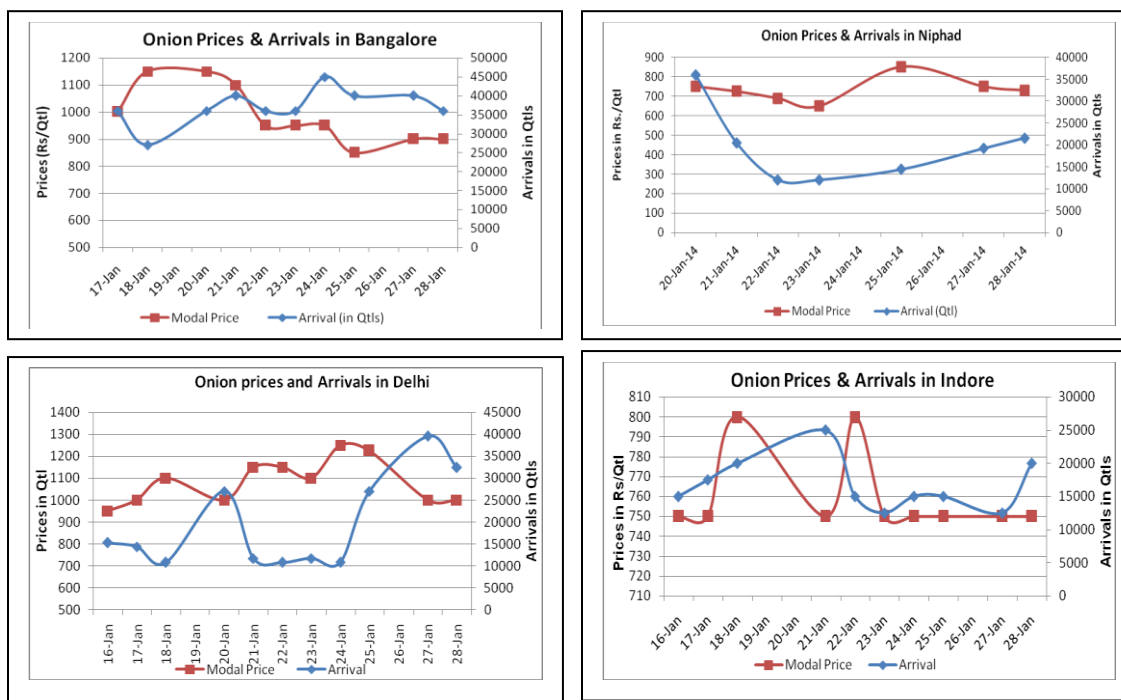 Onion Prices & Arrivals in Bangalore
Prices (Rs/Qtl)
1200
1100
1000
900
800
700
600
500
50000
45000
40000
35000
30000
25000
20000
15000
10000
5000
0
Arrivals in Qtls
17-Jan
18-Jan
19-Jan
20-Jan
21-Jan
22-Jan
23-Jan
24-Jan
25-Jan
26-Jan
27-Jan
28-Jan
Modal Price
Arrival (in Qtls)
Onion Prices & Arrivals in Niphad
Prices in Rs./Qtl
900
800
700
600
500
400
300
200
100
0
40000
35000
30000
25000
20000
15000
10000
5000
0
Arrivals in Qtls
20-Jan-14
21-Jan-14
22-Jan-14
23-Jan-14
24-Jan-14
25-Jan-14
26-Jan-14
27-Jan-14
28-Jan-14
Modal Price
Arrival (Qtl)
Onion prices and Arrivals in Delhi
Prices in Qtl
1400
1300
1200
1100
1000
900
800
700
600
500
45000
40000
35000
30000
25000
20000
15000
10000
5000
0
Arrivals in Qtls
16-Jan
17-Jan
18-Jan
19-Jan
20-Jan
21-Jan
22-Jan
23-Jan
24-Jan
25-Jan
26-Jan
27-Jan
28-Jan
Modal Price
Arrival
Onion Prices & Arrivals in Indore
Prices in Rs/Qtl
810
800
790
780
770
760
750
740
730
720
710
30000
25000
20000
15000
10000
5000
0
Arrivals in Qtls
16-Jan
17-Jan
18-Jan
19-Jan
20-Jan
21-Jan
22-Jan
23-Jan
24-Jan
25-Jan
26-Jan
27-Jan
28-Jan
Modal Price
Arrival